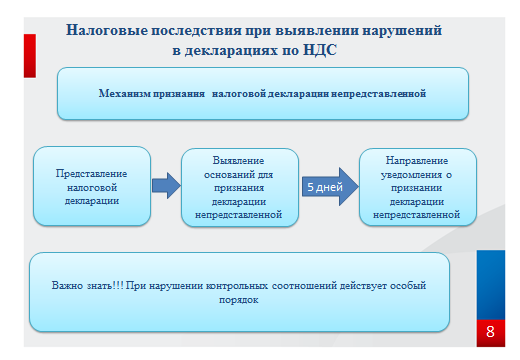 Налоговые последствия при выявлении нарушений
в декларациях по НДС
Механизм признания налоговой декларации непредставленной
Представление
налоговой
декларации
Выявление
оснований для
признания
декларации
непредставленной
5 дней
Направление
уведомления о
признании
декларации
непредставленной
Важно знать!!! При нарушении контрольных соотношений действует особый
порядок
8